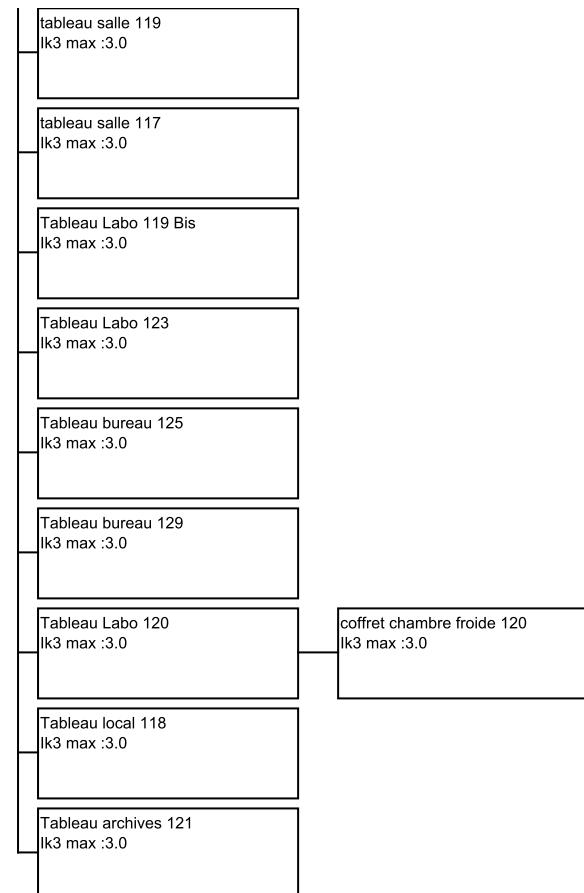 tableau salle 119
Ik3 max :3.0
tableau salle 117
Ik3 max :3.0
Tableau Labo 119 Bis
Ik3 max :3.0
Tableau Labo 123
Ik3 max :3.0
Tableau bureau 125
Ik3 max :3.0
Tableau bureau 129
Ik3 max :3.0
Tableau Labo 120
Ik3 max :3.0
coffret chambre froide 120
Ik3 max :3.0
Tableau local 118
Ik3 max :3.0
Tableau archives 121
Ik3 max :3.0